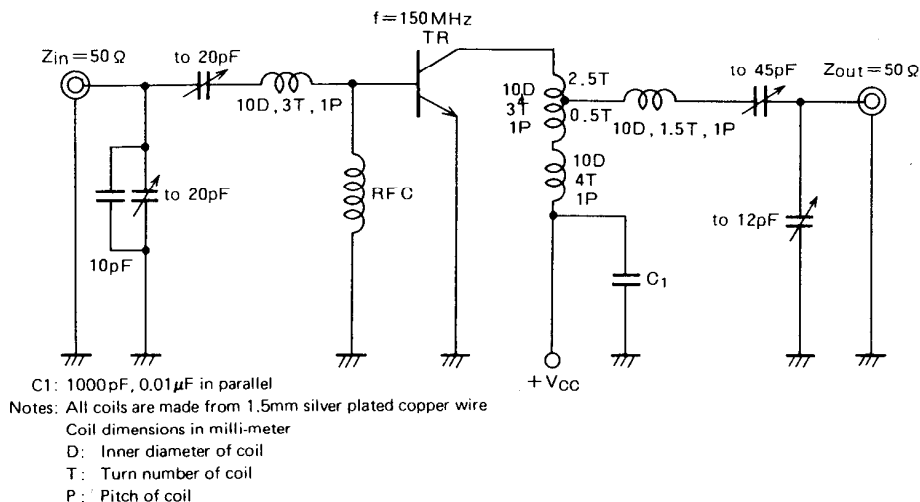 f=150MHz
TR
Zin=50Ω
to 20pF
10D, 3T, 1P
to 20pF
10pF
RFC
2.5T
10D
3T
1P
0.5T
10D, 1.5T, 1P
to 45pF
Zout=50Ω
10D
4T
1P
to 12pF
C1
+VCC
C1: 1000pF, 0.01μF in parallel
Notes: All coils are made from 1.5mm silver plated copper wire
Coil dimensions in milli-meter
D: Inner diameter of coil
T: Turn number of coil
P: Pitch of coil